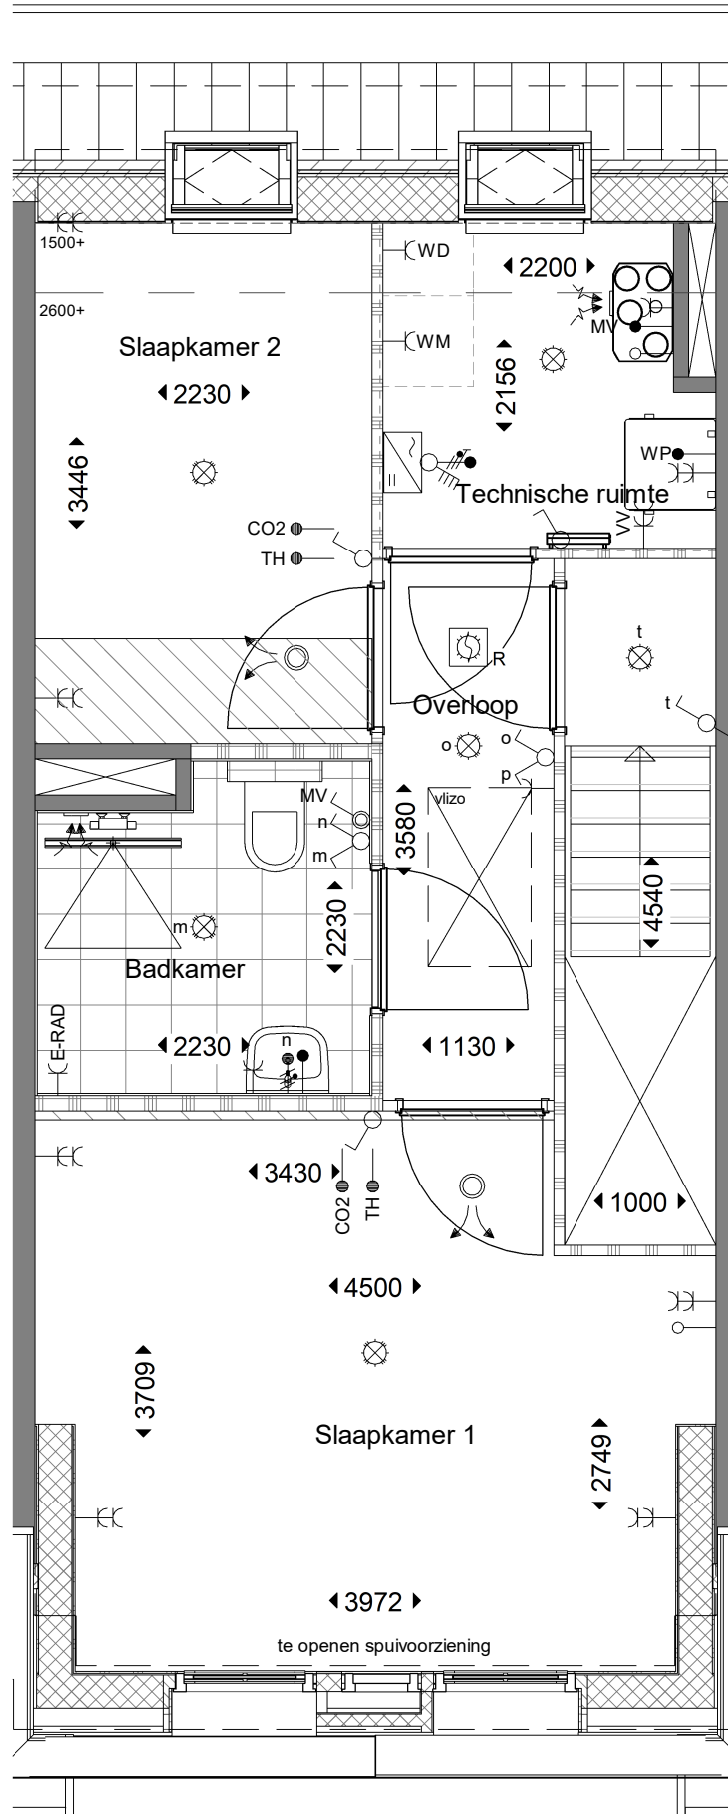 1500+
WD
2200
2600+
MV
Slaapkamer 2
WM
2230
2156
3446
WP
Technische ruimte
VV
CO2
TH
t
R
Overloop
t
o
o
p
MV
vlizo
n
3580
m
4540
2230
m
Badkamer
E-RAD
n
2230
1130
3430
CO2
TH
1000
4500
3709
Slaapkamer 1
2749
3972
te openen spuivoorziening